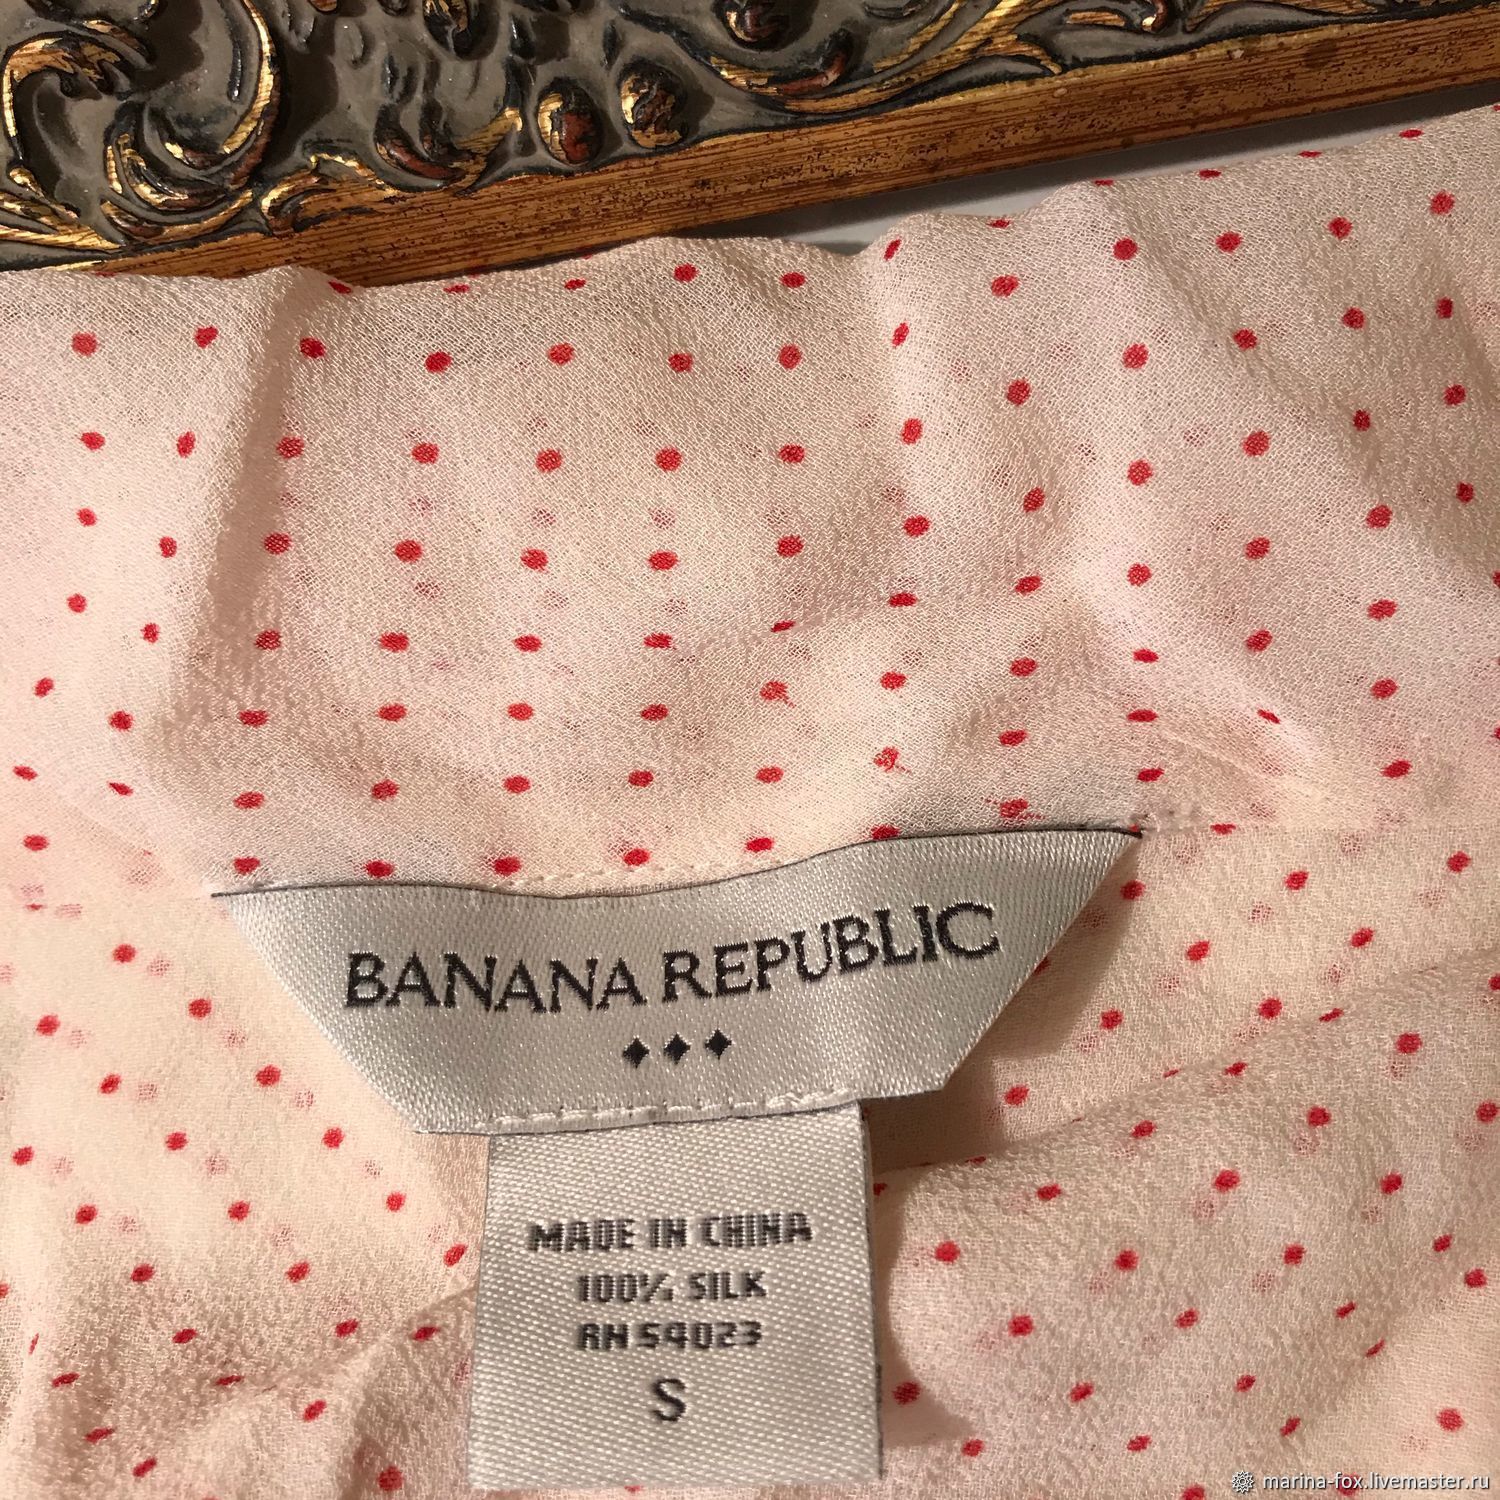 BANANA REPUBLIC
MADE IN CHINA
100% SILK
RN 54023
S
marina-fox.livemaster.ru